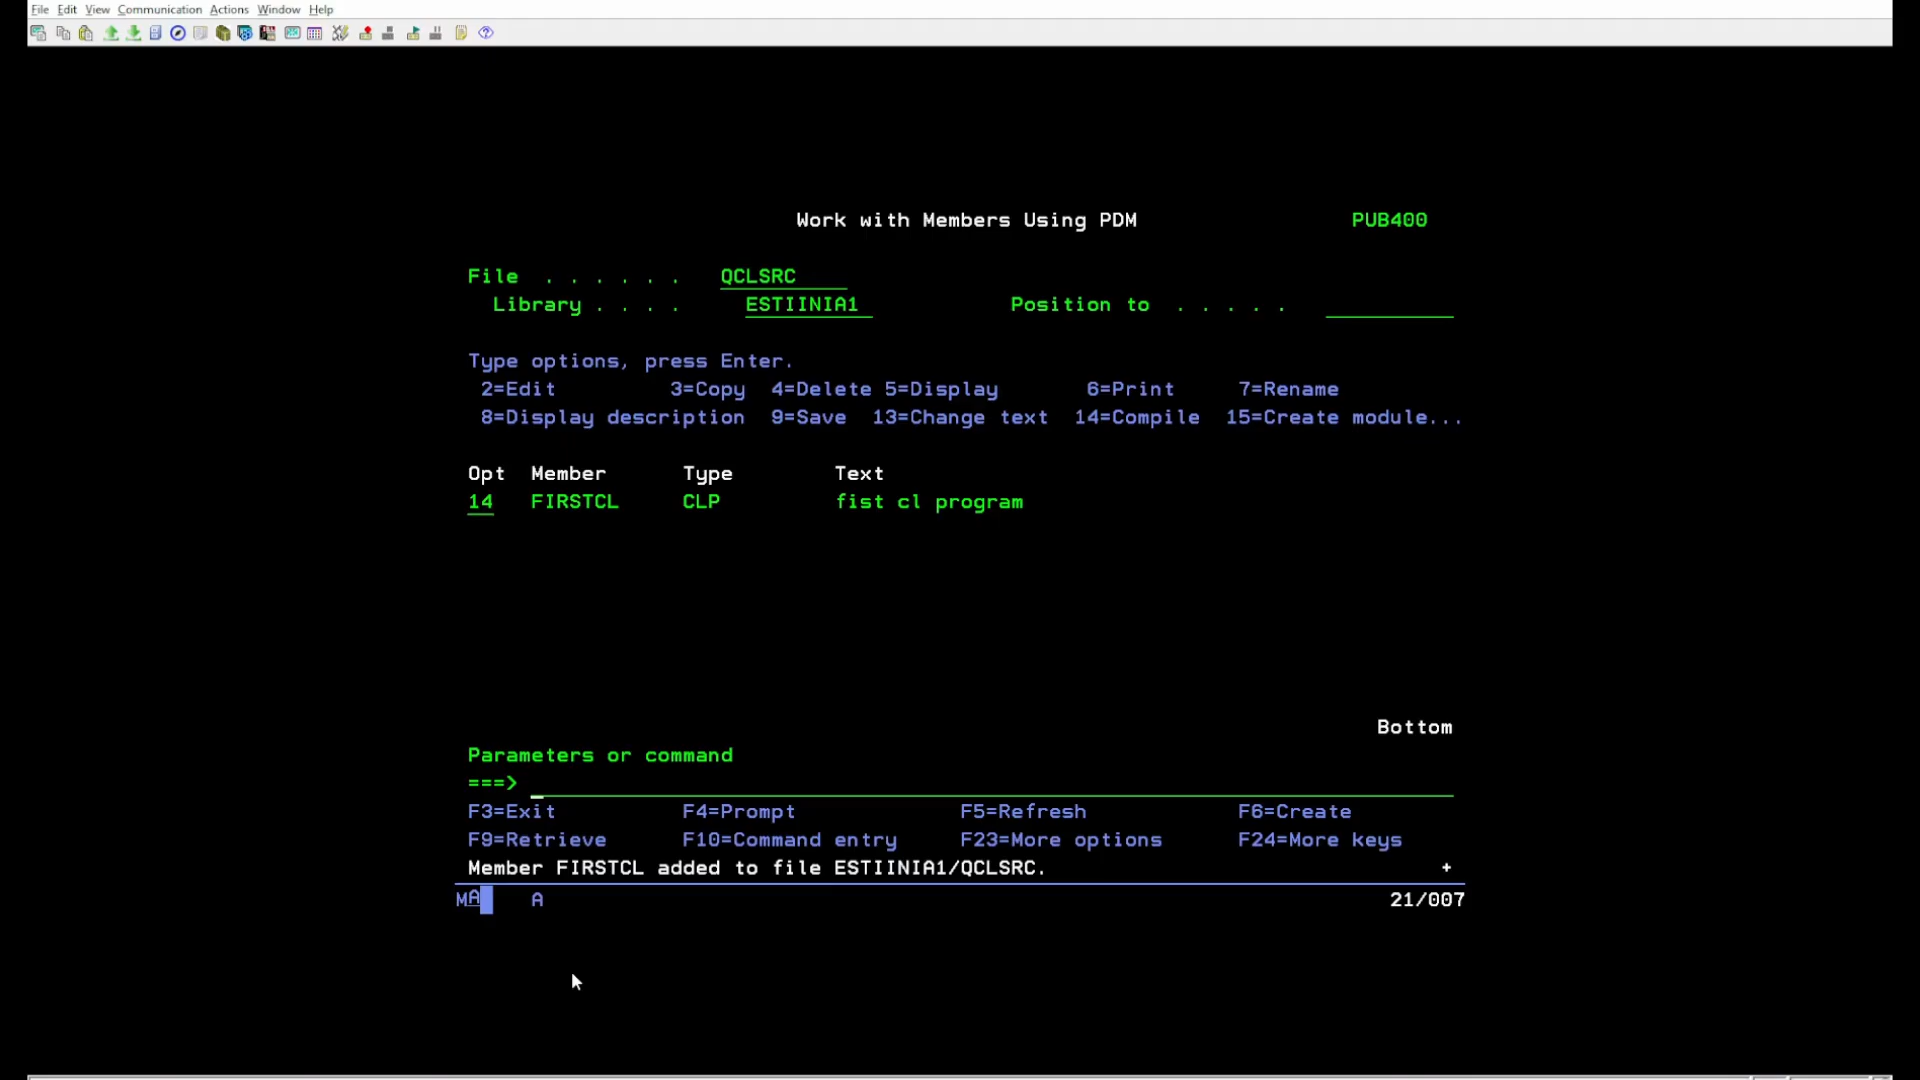 File Edit View Communication Actions Window Help
Work with Members Using PDM PUB400
File . . . . . . QCLSRC
Library . . . . ESTIINIA1 Position to . . . . .
Type options, press Enter.
2=Edit 3=Copy 4=Delete 5=Display 6=Print 7=Rename
8=Display description 9=Save 13=Change text 14=Compile 15=Create module...
Opt Member Type Text
14 FIRSTCL CLP fist cl program
Bottom
Parameters or command
===>
F3=Exit F4=Prompt F5=Refresh F6=Create
F9=Retrieve F10=Command entry F23=More options F24=More keys
Member FIRSTCL added to file ESTIINIA1/QCLSRC. +
MA A 21/007